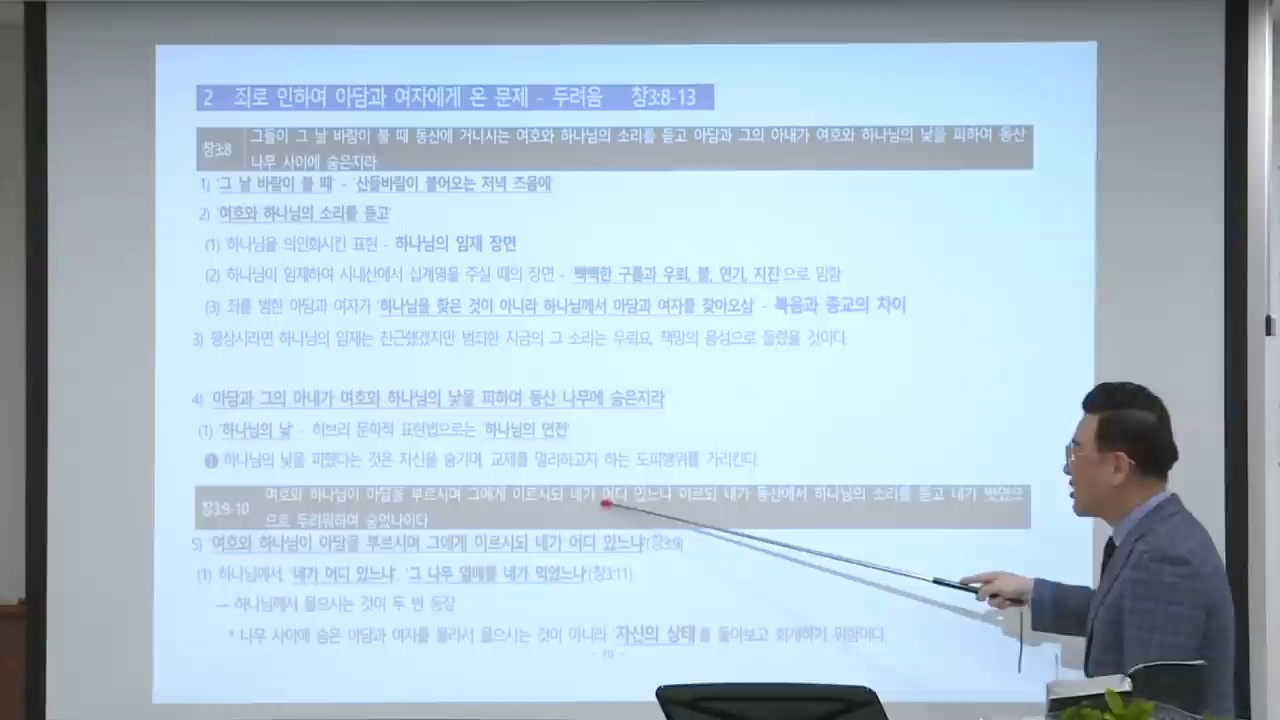 2 죄로 인하여 아담과 여자에게 온 문제 - 두려움 창3:8-13
창3:8 그들이 그 날 바람이 불 때 동산에 거니시는 여호와 하나님의 소리를 듣고 아담과 그의 아내가 여호와 하나님의 낯을 피하여 동산
나무 사이에 숨은지라
1) '그 날 바람이 불 때' - '산들바람이 불어오는 저녁 즈음에'
2) '여호와 하나님의 소리를 듣고'
(1) 하나님을 의인화시킨 표현 - 하나님의 임재 장면
(2) 하나님이 임재하여 시내산에서 십계명을 주실 때의 장면 - '빽빽한 구름과 우뢰, 불, 연기, 지진'으로 임함
(3) 죄를 범한 아담과 여자가 '하나님을 찾은 것이 아니라 하나님께서 아담과 여자를 찾아오심' - 복음과 종교의 차이
3) 평상시라면 하나님의 임재는 친근했겠지만 범죄한 지금의 그 소리는 우뢰요, 책망의 음성으로 들렸을 것이다.
4) '아담과 그의 아내가 여호와 하나님의 낯을 피하여 동산 나무에 숨은지라'
(1) '하나님의 낯' - 히브리 문학적 표현법으로는 '하나님의 면전'
❶ 하나님의 낯을 피했다는 것은 자신을 숨기며, 교제를 멀리하고자 하는 도피행위를 가리킨다.
창3:9-10 여호와 하나님이 아담을 부르시며 그에게 이르시되 네가 어디 있느냐 이르되 내가 동산에서 하나님의 소리를 듣고 내가 벗었으
므로 두려워하여 숨었나이다
5) '여호와 하나님이 아담을 부르시며 그에게 이르시되 네가 어디 있느냐'(창3:9)
(1) 하나님께서 '네가 어디 있느냐', '그 나무 열매를 네가 먹었느냐'(창3:11)
→ 하나님께서 물으시는 것이 두 번 등장
* 나무 사이에 숨은 아담과 여자를 몰라서 물으시는 것이 아니라 '자신의 상태'를 돌아보고 회개하기 위함이다.
- 10 -